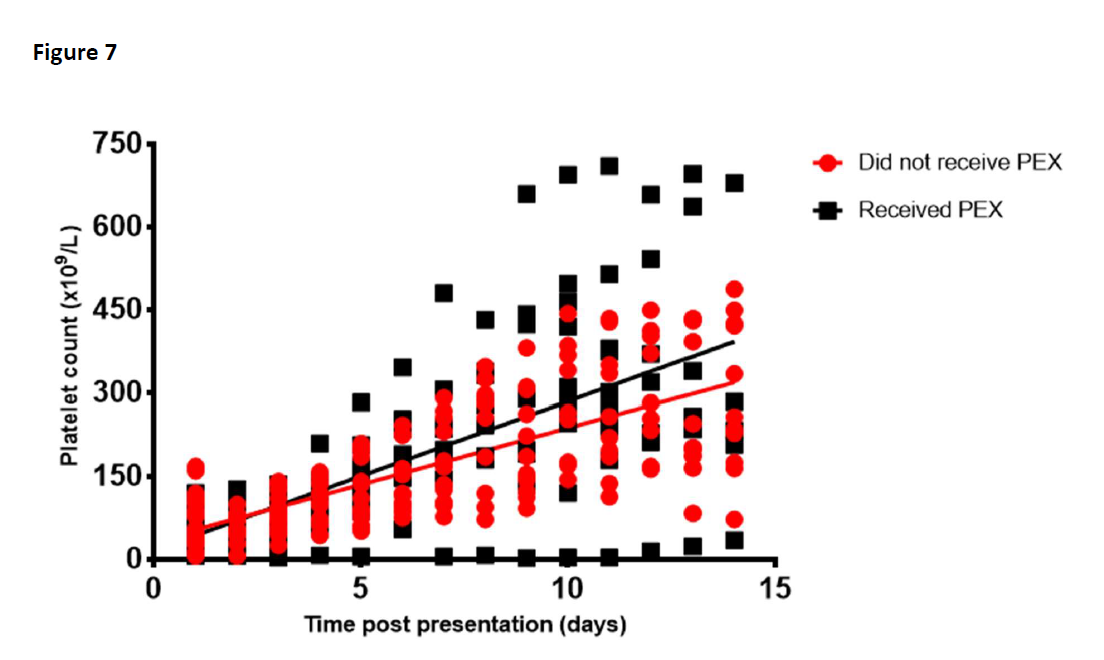 Figure 7
750
600
450
300
150
0
0 5 10 15
Platelet count (x10⁹/L)
Time post presentation (days)
Did not receive PEX
Received PEX